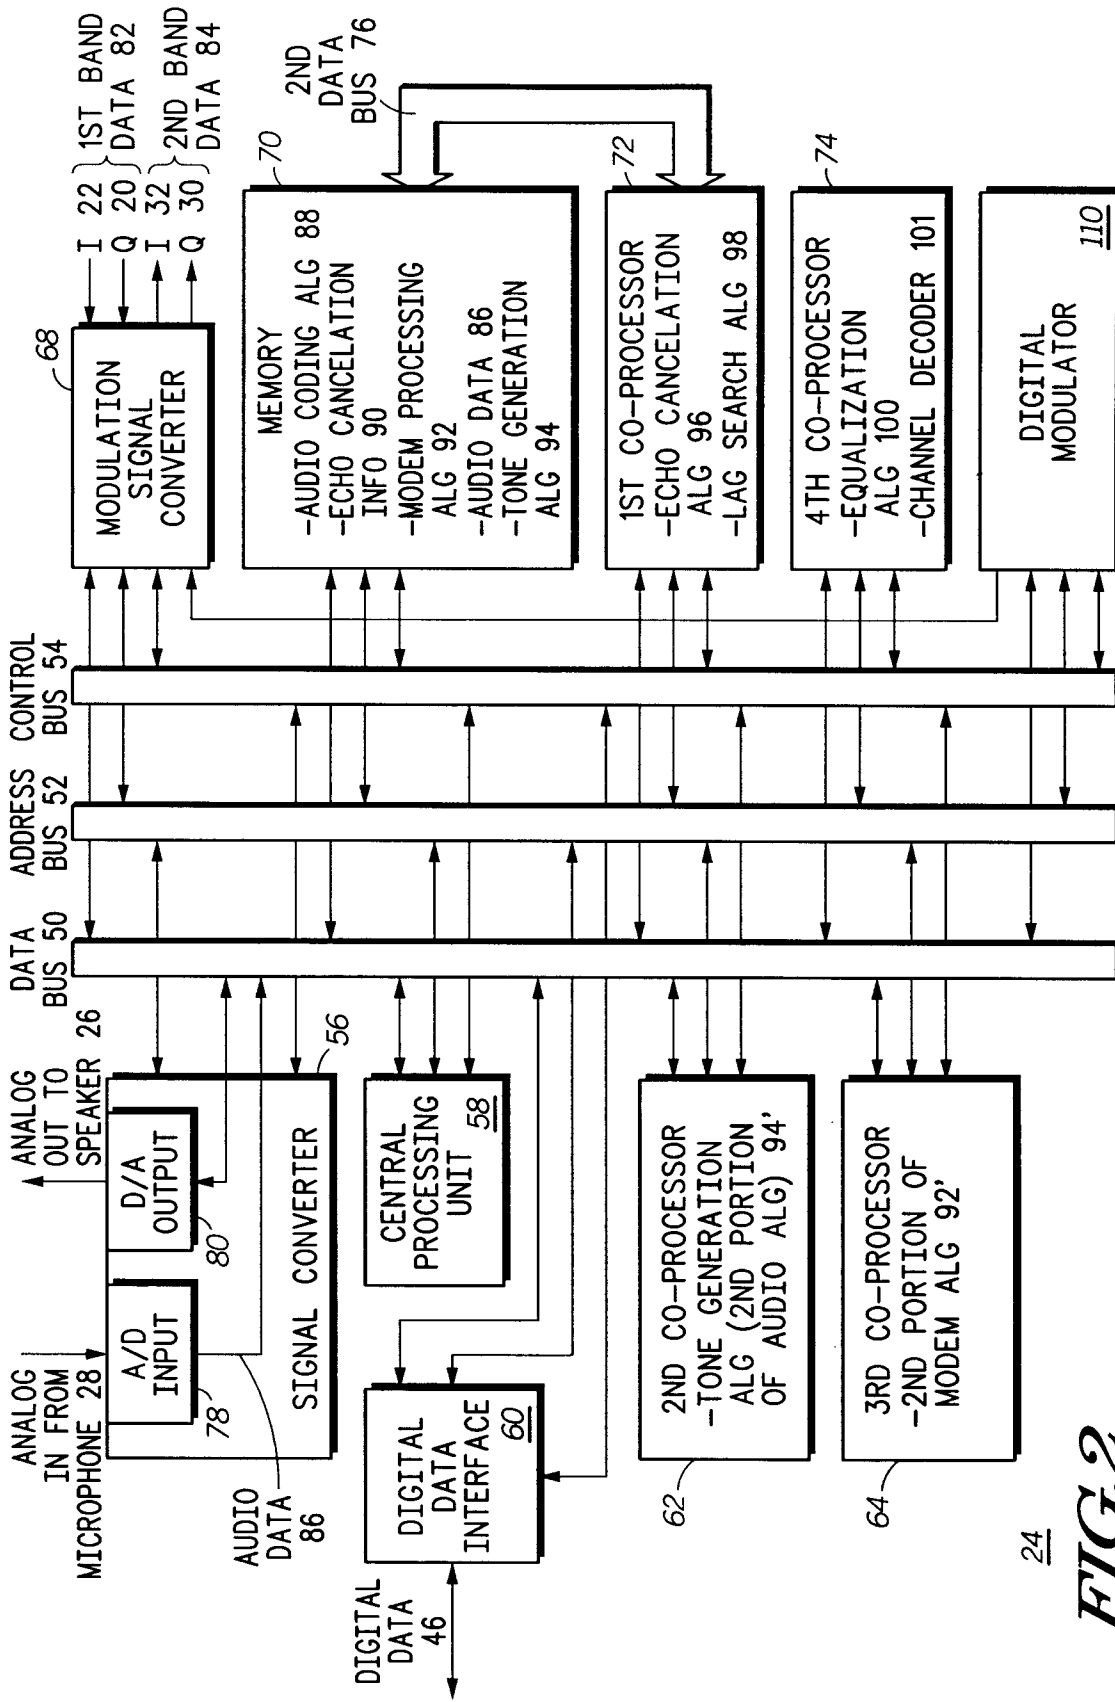 ANALOG
IN FROM
MICROPHONE 28
ANALOG
OUT TO
SPEAKER 26
A/D
INPUT
78
D/A
OUTPUT
80
SIGNAL CONVERTER
56
AUDIO
DATA
86
DIGITAL
DATA
46
DIGITAL
DATA
INTERFACE
60
CENTRAL
PROCESSING
UNIT
58
62
2ND CO-PROCESSOR
-TONE GENERATION
ALG (2ND PORTION
OF AUDIO ALG) 94'
64
3RD CO-PROCESSOR
-2ND PORTION OF
MODEM ALG 92'
DATA
BUS 50
ADDRESS
BUS 52
CONTROL
BUS 54
68
MODULATION
SIGNAL
CONVERTER
I 22
Q 20
1ST BAND
DATA 82
I 32
Q 30
2ND BAND
DATA 84
70
MEMORY
-AUDIO CODING ALG 88
-ECHO CANCELATION
INFO 90
-MODEM PROCESSING
ALG 92
-AUDIO DATA 86
-TONE GENERATION
ALG 94
2ND
DATA
BUS 76
72
1ST CO-PROCESSOR
-ECHO CANCELATION
ALG 96
-LAG SEARCH ALG 98
74
4TH CO-PROCESSOR
-EQUALIZATION
ALG 100
-CHANNEL DECODER 101
DIGITAL
MODULATOR
110
24
FIG.2